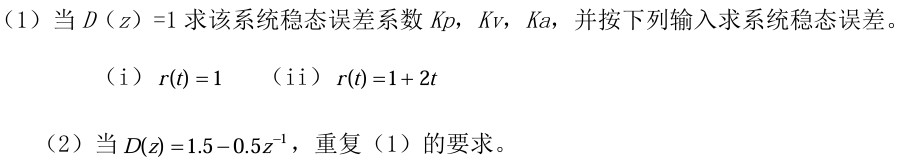 (1) 当 D（z）=1 求该系统稳态误差系数 Kp, Kv, Ka, 并按下列输入求系统稳态误差。
（i） r(t) = 1 （ii） r(t) = 1 + 2t
（2）当 D(z) = 1.5 − 0.5z⁻¹，重复（1）的要求。